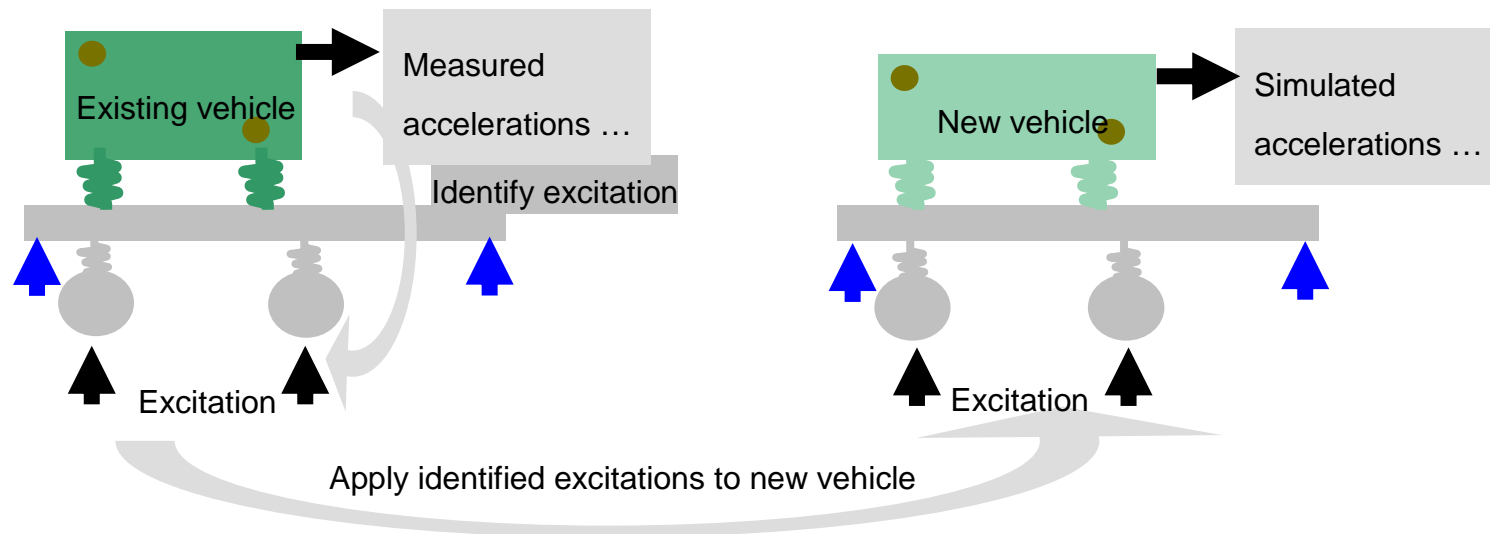 Existing vehicle
Measured
accelerations …
Identify excitation
Excitation
New vehicle
Simulated
accelerations …
Excitation
Apply identified excitations to new vehicle